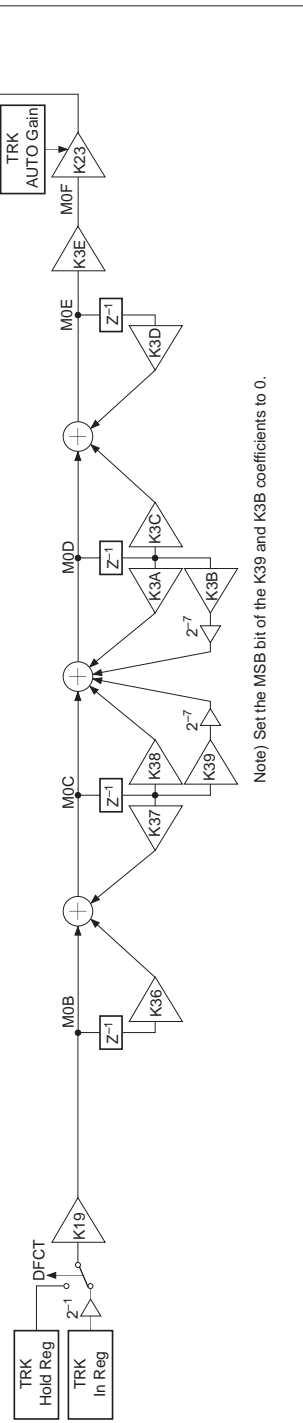 TRK
Hold Reg
TRK
In Reg
2⁻¹
DFCT
K19
M0B
Z⁻¹
K36
M0C
Z⁻¹
K37
K38
K39
2⁻⁷
M0D
Z⁻¹
K3A
K3B
2⁻⁷
K3C
M0E
Z⁻¹
K3D
K3E
M0F
K23
TRK
AUTO Gain
Note) Set the MSB bit of the K39 and K3B coefficients to 0.